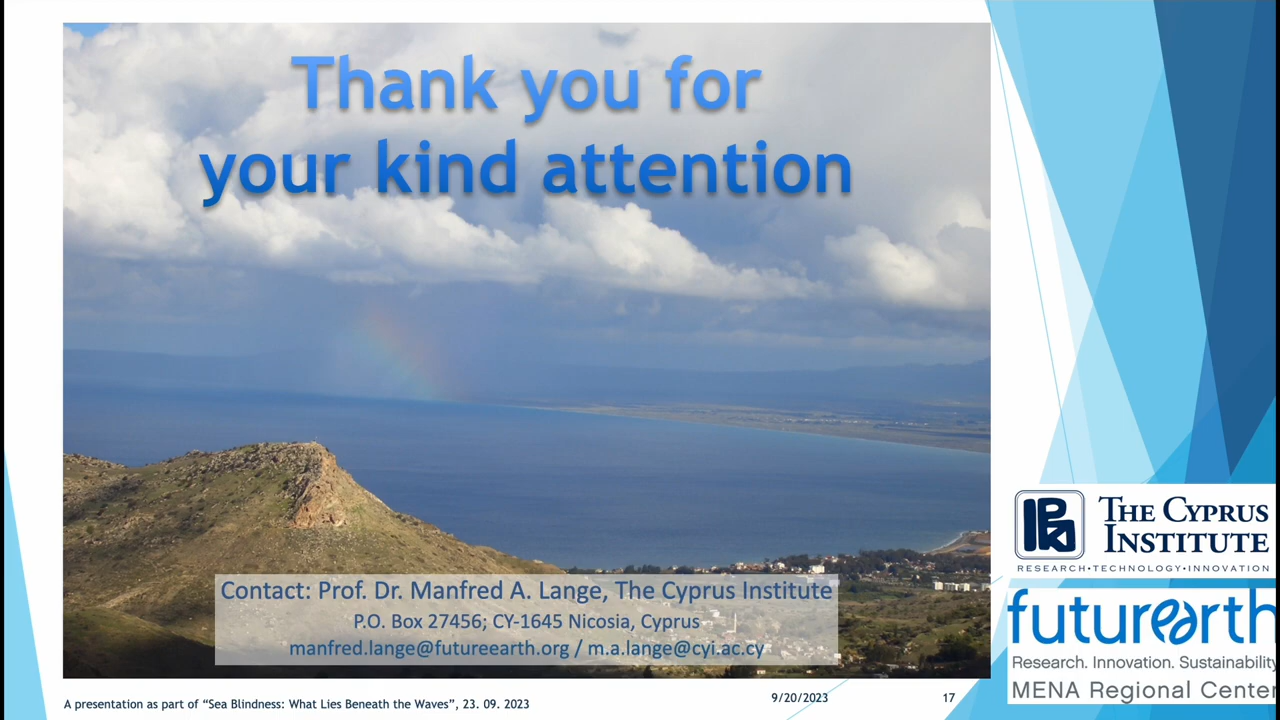 Thank you for
your kind attention
Contact: Prof. Dr. Manfred A. Lange, The Cyprus Institute
P.O. Box 27456; CY-1645 Nicosia, Cyprus
manfred.lange@futureearth.org / m.a.lange@cyi.ac.cy
A presentation as part of “Sea Blindness: What Lies Beneath the Waves”, 23. 09. 2023
9/20/2023
17
THE CYPRUS
INSTITUTE
RESEARCH•TECHNOLOGY•INNOVATION
futurearth
Research. Innovation. Sustainability
MENA Regional Center